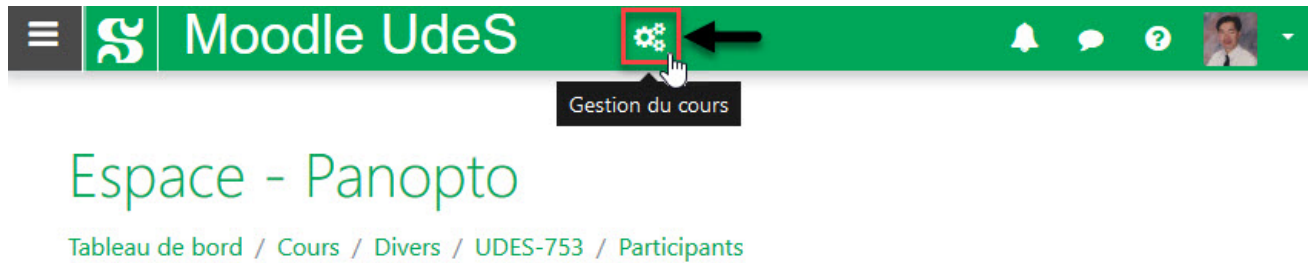 Moodle UdeS
Gestion du cours
Espace - Panopto
Tableau de bord / Cours / Divers / UDES-753 / Participants